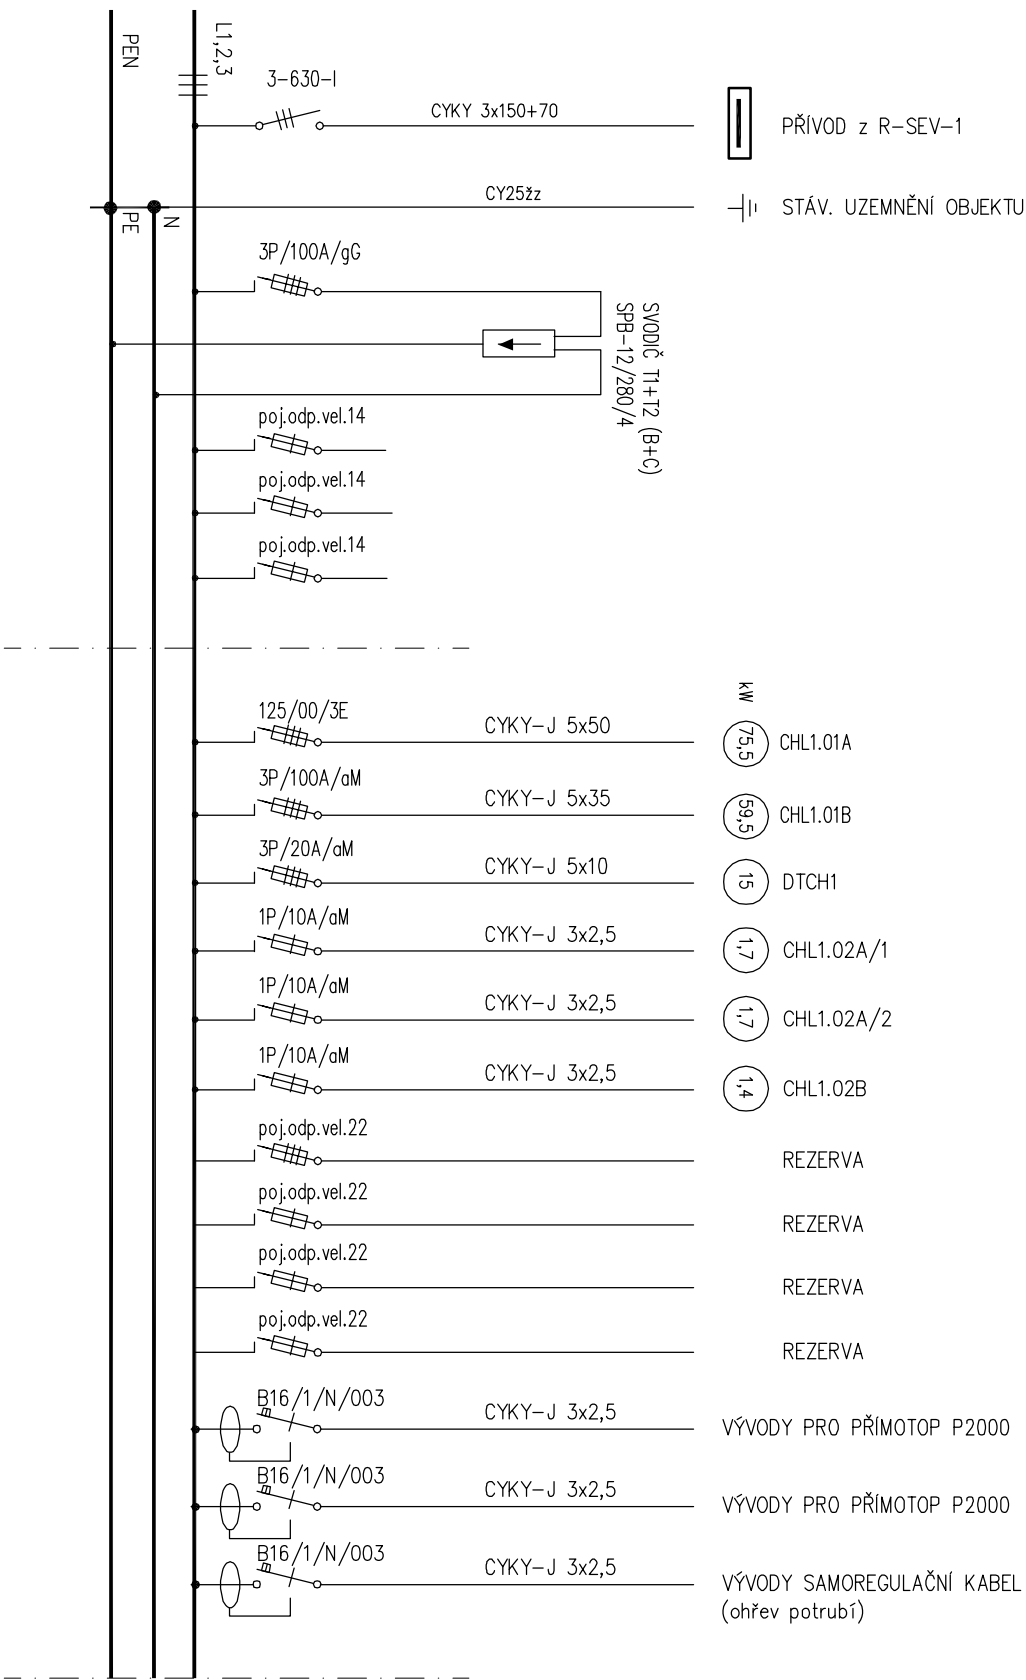 PEN
L1,2,3
3-630-I
CYKY 3x150+70
PŘÍVOD z R-SEV-1
PE
N
CY25žz
STÁV. UZEMNĚNÍ OBJEKTU
3P/100A/gG
SVODIČ T1+T2 (B+C)
SPB-12/280/4
poj.odp.vel.14
poj.odp.vel.14
poj.odp.vel.14
kW
125/00/3E
CYKY-J 5x50
75,5
CHL1.01A
3P/100A/aM
CYKY-J 5x35
59,5
CHL1.01B
3P/20A/aM
CYKY-J 5x10
15
DTCH1
1P/10A/aM
CYKY-J 3x2,5
1,7
CHL1.02A/1
1P/10A/aM
CYKY-J 3x2,5
1,7
CHL1.02A/2
1P/10A/aM
CYKY-J 3x2,5
1,4
CHL1.02B
poj.odp.vel.22
REZERVA
poj.odp.vel.22
REZERVA
poj.odp.vel.22
REZERVA
poj.odp.vel.22
REZERVA
B16/1/N/003
CYKY-J 3x2,5
VÝVODY PRO PŘÍMOTOP P2000
B16/1/N/003
CYKY-J 3x2,5
VÝVODY PRO PŘÍMOTOP P2000
B16/1/N/003
CYKY-J 3x2,5
VÝVODY SAMOREGULAČNÍ KABEL
(ohřev potrubí)